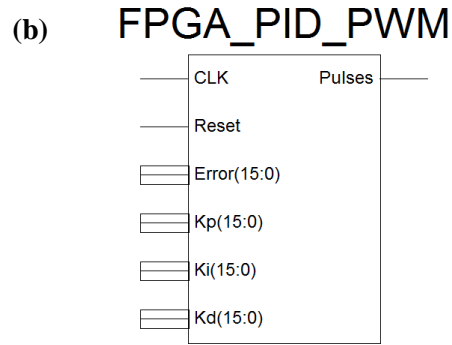 (b) FPGA_PID_PWM
CLK Pulses
Reset
Error(15:0)
Kp(15:0)
Ki(15:0)
Kd(15:0)